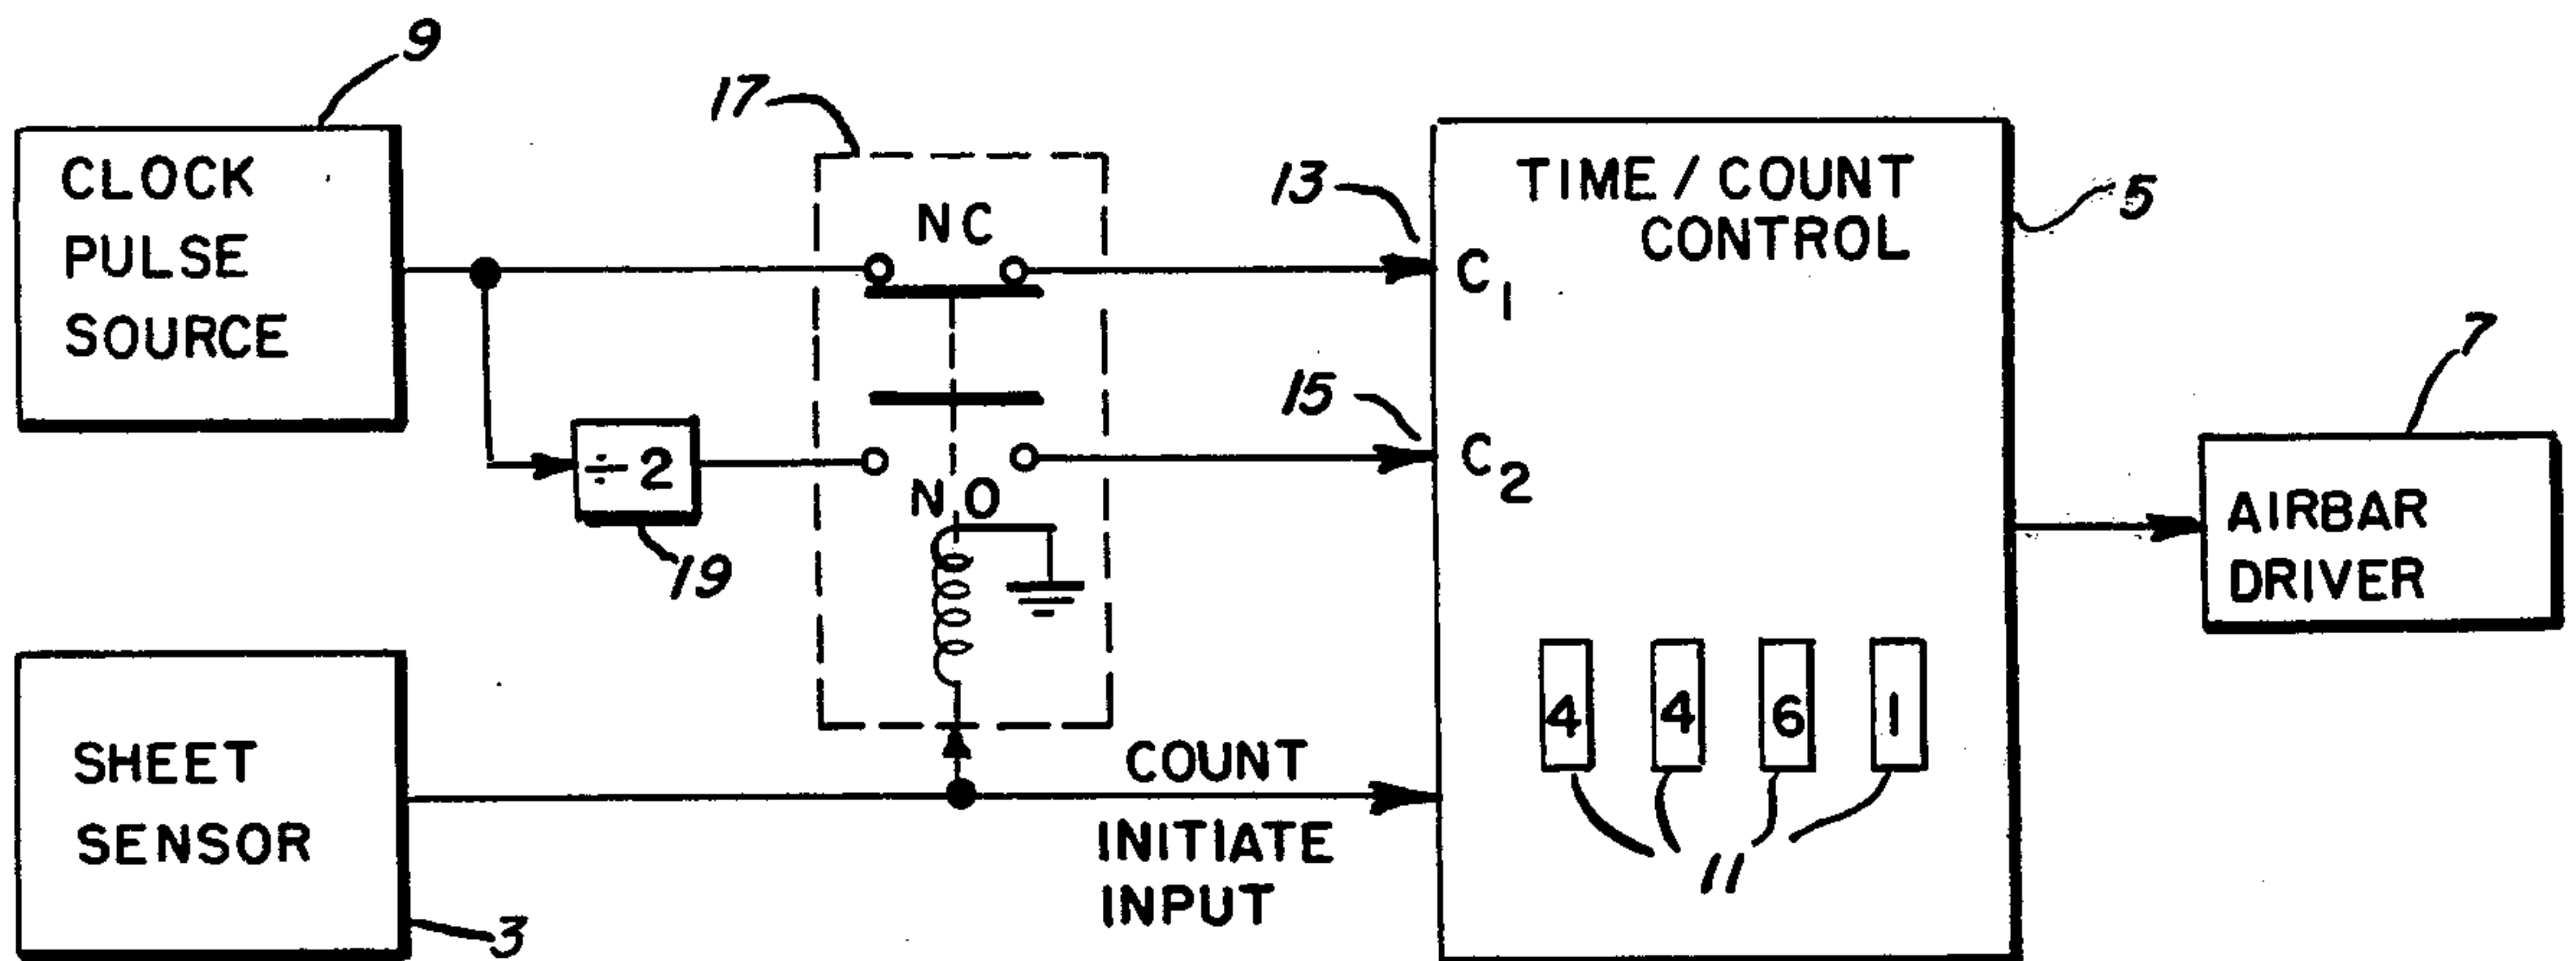 9
CLOCK
PULSE
SOURCE
17
NC
NO
÷2
19
13
C1
15
C2
TIME / COUNT
CONTROL
5
7
AIRBAR
DRIVER
4 4 6 1
11
SHEET
SENSOR
3
COUNT
INITIATE
INPUT